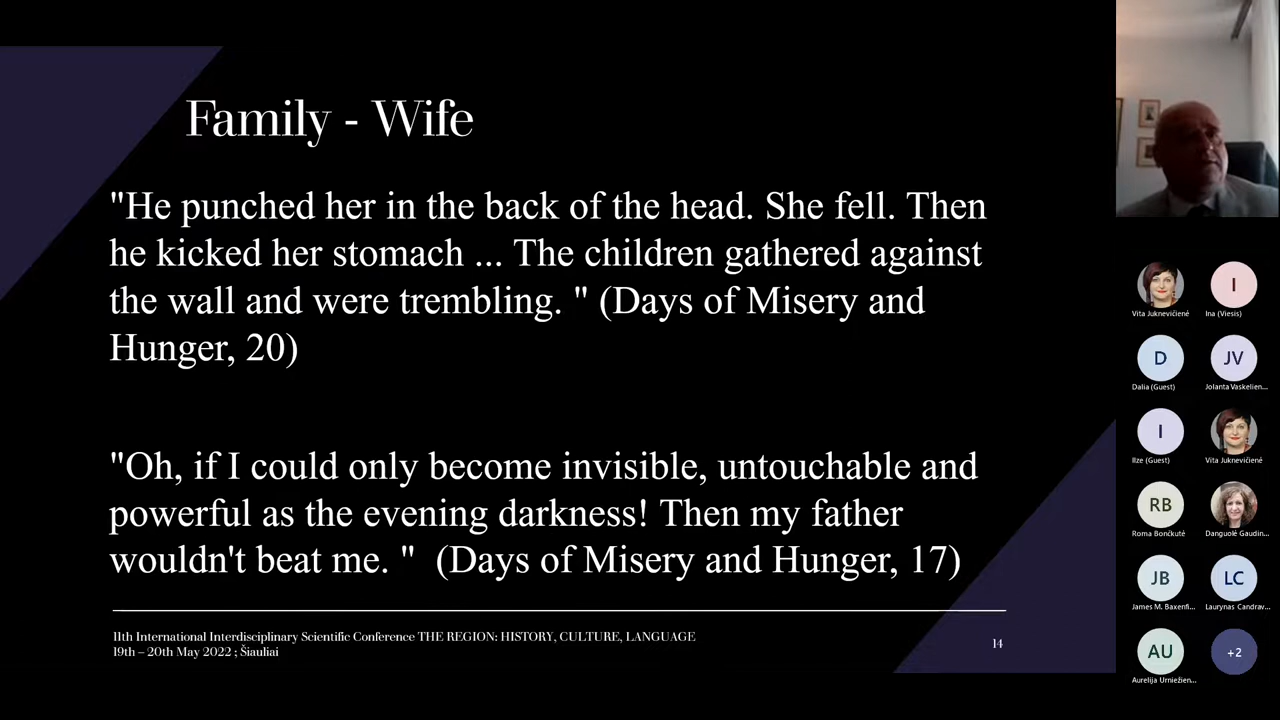 Family - Wife
"He punched her in the back of the head. She fell. Then
he kicked her stomach ... The children gathered against
the wall and were trembling. " (Days of Misery and
Hunger, 20)
"Oh, if I could only become invisible, untouchable and
powerful as the evening darkness! Then my father
wouldn't beat me. "  (Days of Misery and Hunger, 17)
11th International Interdisciplinary Scientific Conference THE REGION: HISTORY, CULTURE, LANGUAGE
19th – 20th May 2022 ; Šiauliai
14
Vita Juknevičienė
I
Ina (Viesis)
D
Dalia (Guest)
JV
Jolanta Vaskelien...
I
Ilze (Guest)
Vita Juknevičienė
RB
Roma Bončkutė
Danguolė Gaudin...
JB
James M. Baxenfi...
LC
Laurynas Candrav...
AU
Aurelija Urniežien...
+2